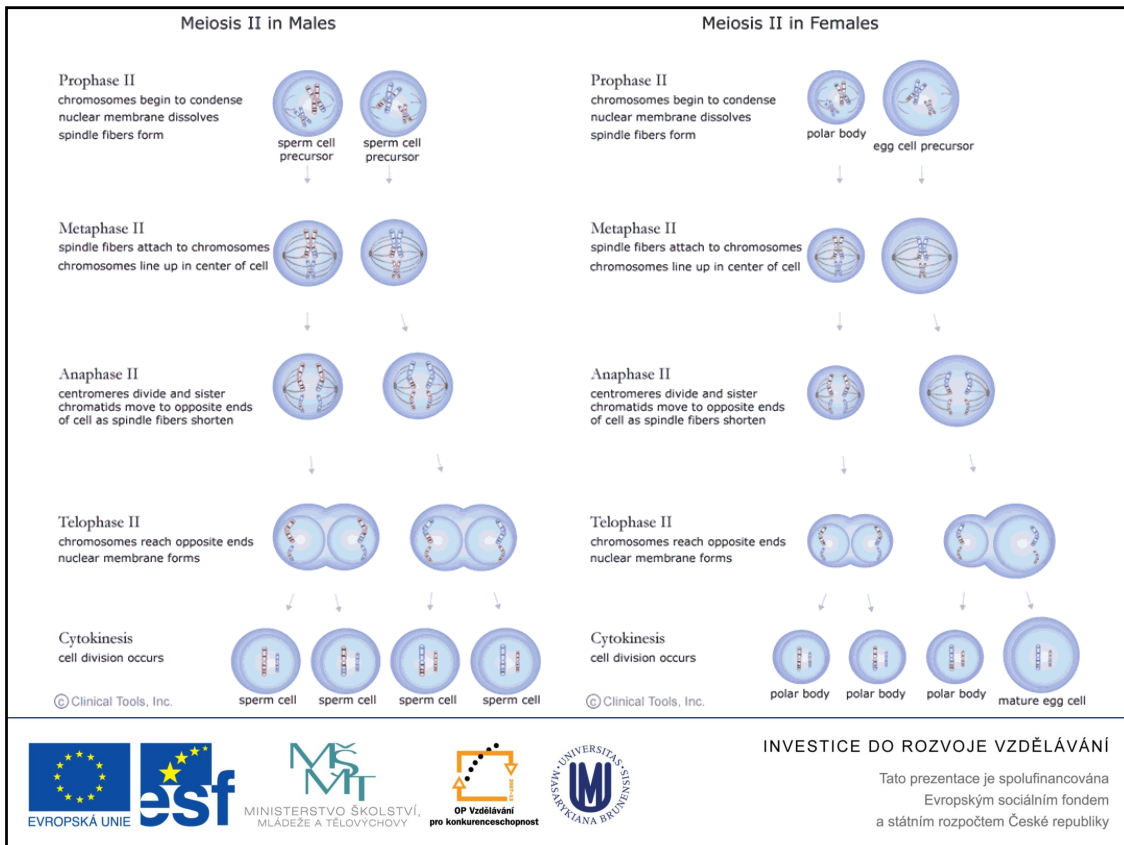 Meiosis II in Males
Prophase II
chromosomes begin to condense
nuclear membrane dissolves
spindle fibers form
sperm cell
precursor
sperm cell
precursor
Metaphase II
spindle fibers attach to chromosomes
chromosomes line up in center of cell
Anaphase II
centromeres divide and sister
chromatids move to opposite ends
of cell as spindle fibers shorten
Telophase II
chromosomes reach opposite ends
nuclear membrane forms
Cytokinesis
cell division occurs
sperm cell
sperm cell
sperm cell
sperm cell
© Clinical Tools, Inc.
Meiosis II in Females
Prophase II
chromosomes begin to condense
nuclear membrane dissolves
spindle fibers form
polar body
egg cell precursor
Metaphase II
spindle fibers attach to chromosomes
chromosomes line up in center of cell
Anaphase II
centromeres divide and sister
chromatids move to opposite ends
of cell as spindle fibers shorten
Telophase II
chromosomes reach opposite ends
nuclear membrane forms
Cytokinesis
cell division occurs
polar body
polar body
polar body
mature egg cell
© Clinical Tools, Inc.
EVROPSKÁ UNIE
esf
MŠMT
MINISTERSTVO ŠKOLSTVÍ,
MLÁDEŽE A TĚLOVÝCHOVY
2007-13
OP Vzdělávání
pro konkurenceschopnost
UNIVERSITAS
MASARYKIANA BRUNENSIS
INVESTICE DO ROZVOJE VZDĚLÁVÁNÍ
Tato prezentace je spolufinancována
Evropským sociálním fondem
a státním rozpočtem České republiky